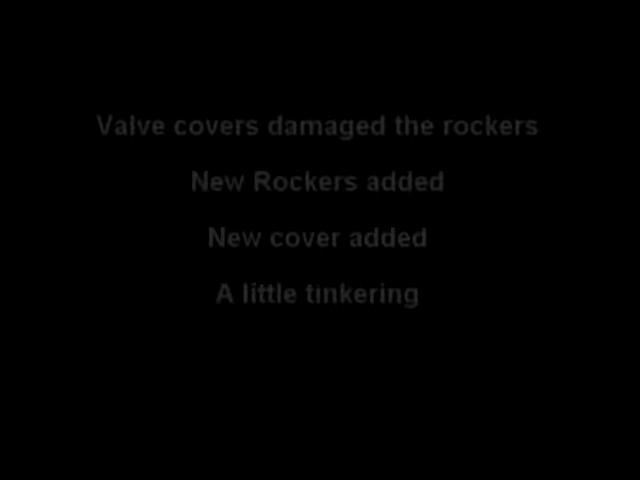 Valve covers damaged the rockers
New Rockers added
New cover added
A little tinkering